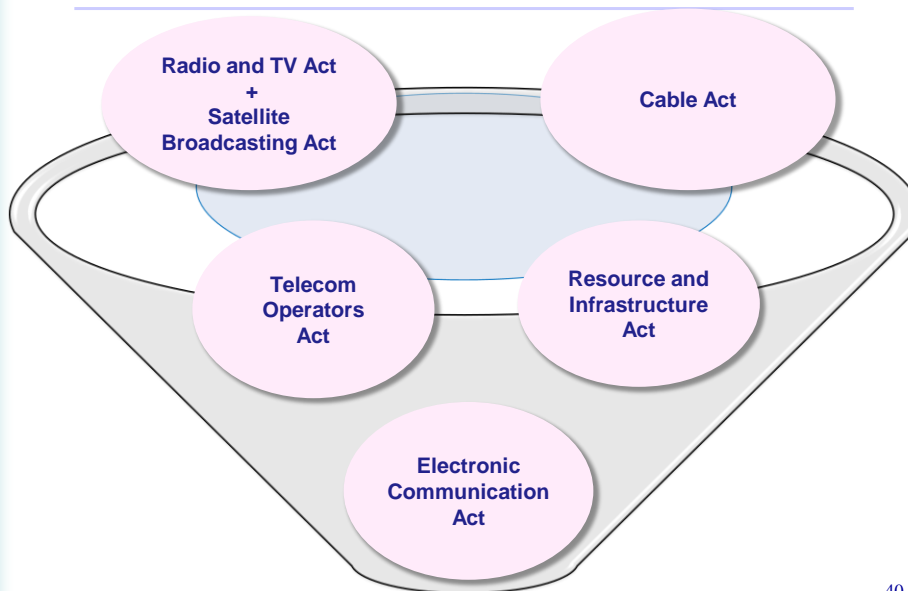 Radio and TV Act
+
Satellite
Broadcasting Act
Cable Act
Telecom
Operators
Act
Resource and
Infrastructure
Act
Electronic
Communication
Act
40